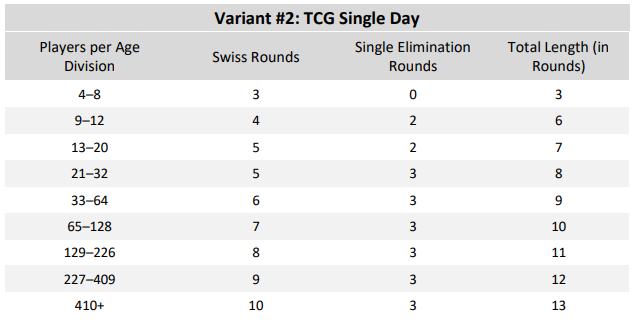 Variant #2: TCG Single Day
Players per Age Division Swiss Rounds Single Elimination Rounds Total Length (in Rounds)
4–8 3 0 3
9–12 4 2 6
13–20 5 2 7
21–32 5 3 8
33–64 6 3 9
65–128 7 3 10
129–226 8 3 11
227–409 9 3 12
410+ 10 3 13